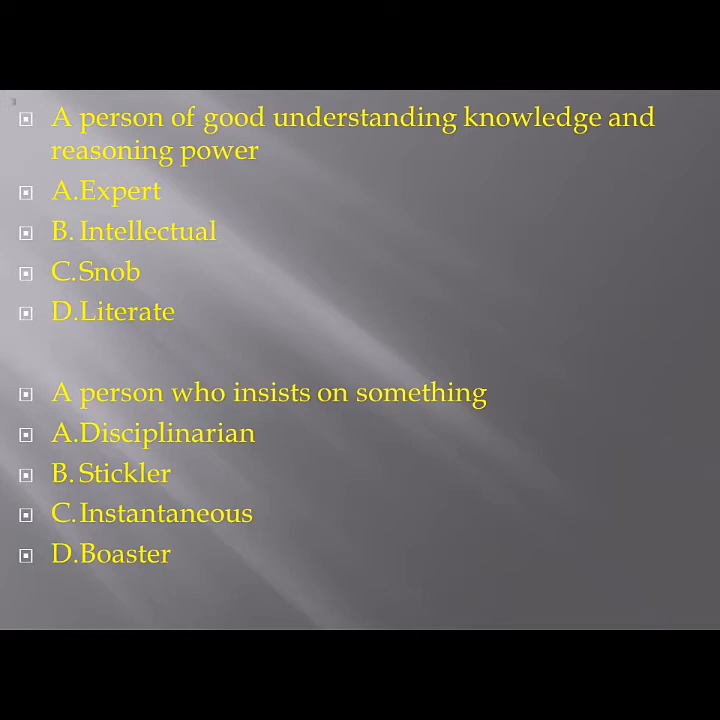 3
A person of good understanding knowledge and
reasoning power
A.Expert
B. Intellectual
C.Snob
D.Literate
A person who insists on something
A.Disciplinarian
B. Stickler
C.Instantaneous
D.Boaster